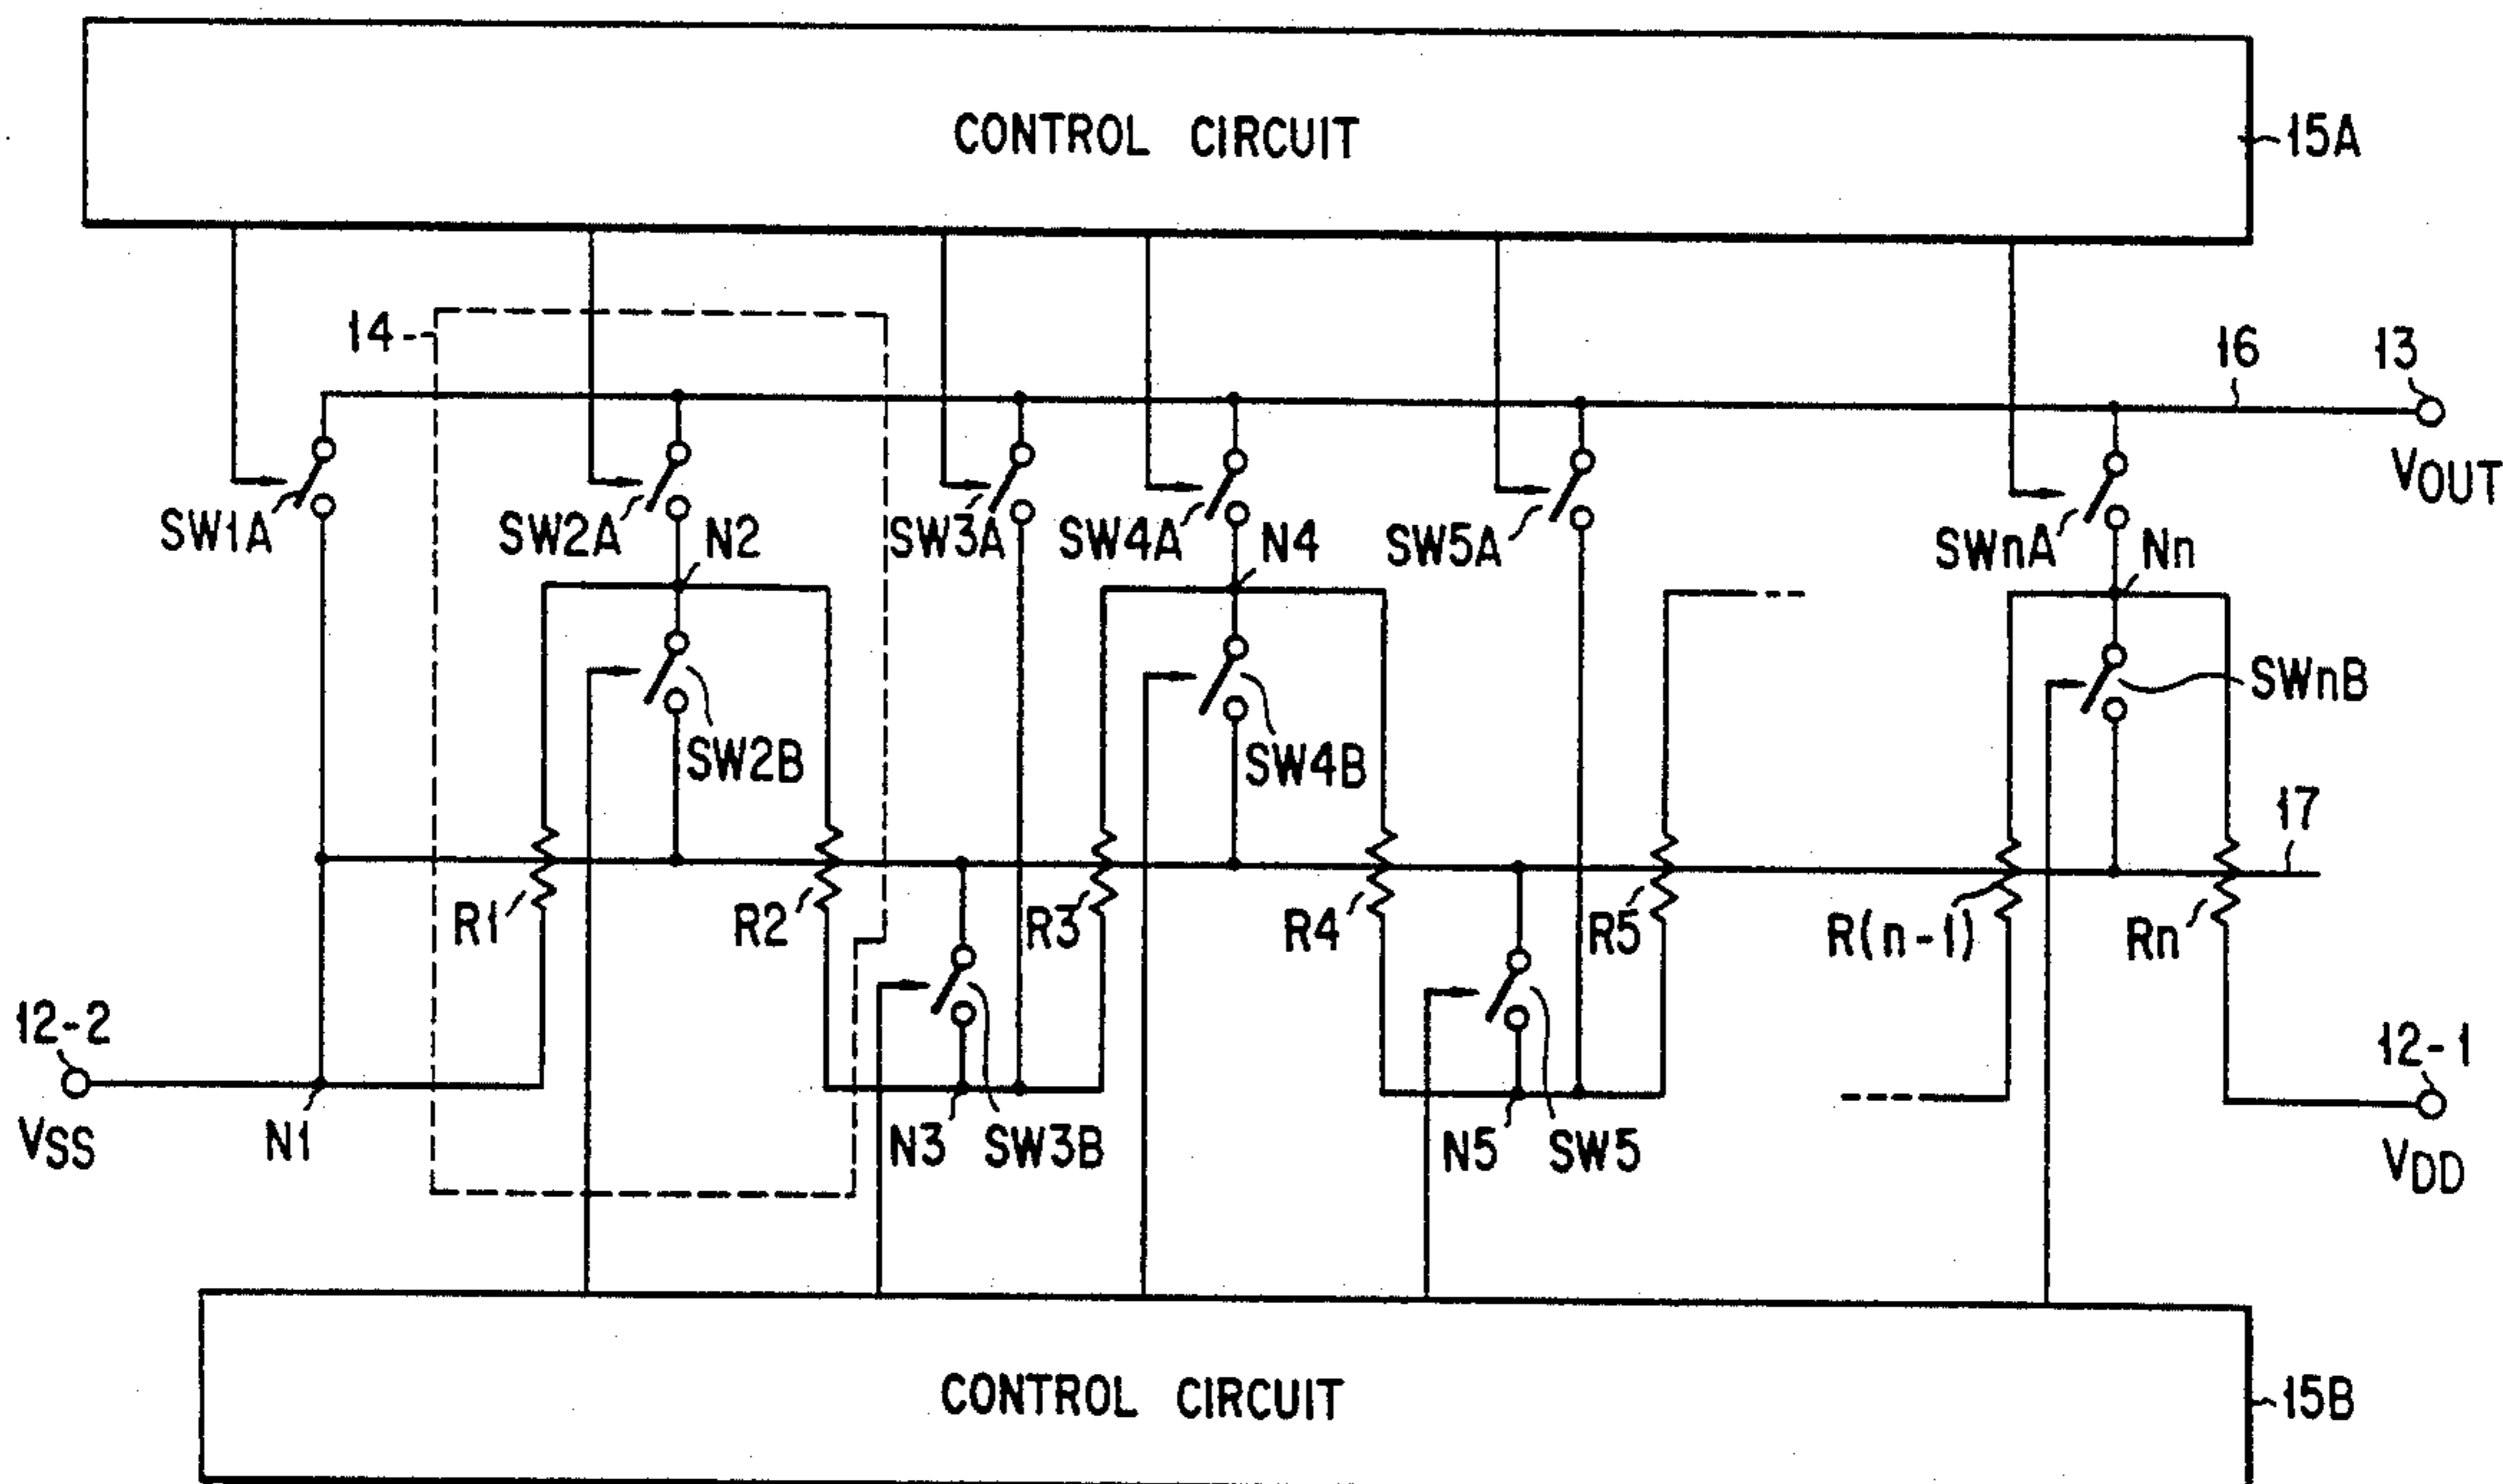 CONTROL CIRCUIT
15A
14
16
13
VOUT
SW1A
SW2A
N2
SW3A
SW4A
N4
SW5A
SWnA
Nn
SW2B
SW4B
SWnB
17
R1
R2
R3
R4
R5
R(n-1)
Rn
12-2
VSS
N1
N3
SW3B
N5
SW5
12-1
VDD
CONTROL CIRCUIT
15B